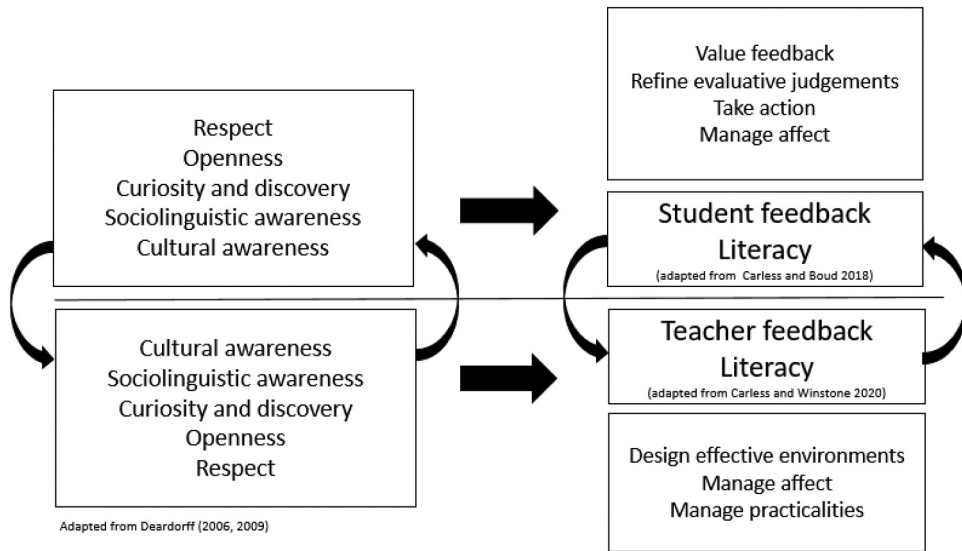 Respect
Openness
Curiosity and discovery
Sociolinguistic awareness
Cultural awareness
Cultural awareness
Sociolinguistic awareness
Curiosity and discovery
Openness
Respect
Adapted from Deardorff (2006, 2009)
Value feedback
Refine evaluative judgements
Take action
Manage affect
Student feedback
Literacy
(adapted from Carless and Boud 2018)
Teacher feedback
Literacy
(adapted from Carless and Winstone 2020)
Design effective environments
Manage affect
Manage practicalities